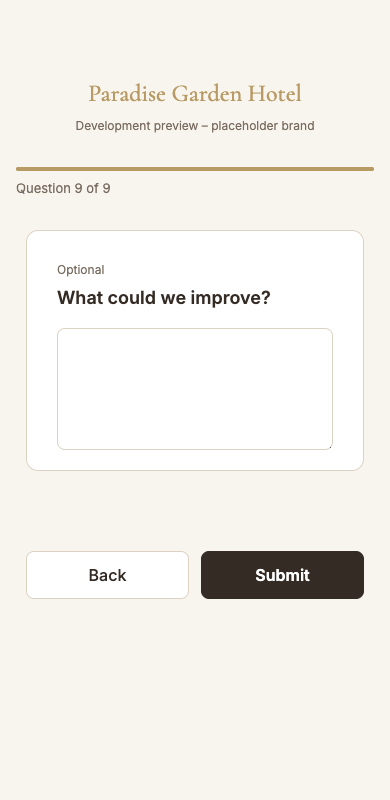 Paradise Garden Hotel
Development preview – placeholder brand
Question 9 of 9
Optional
What could we improve?
Back
Submit